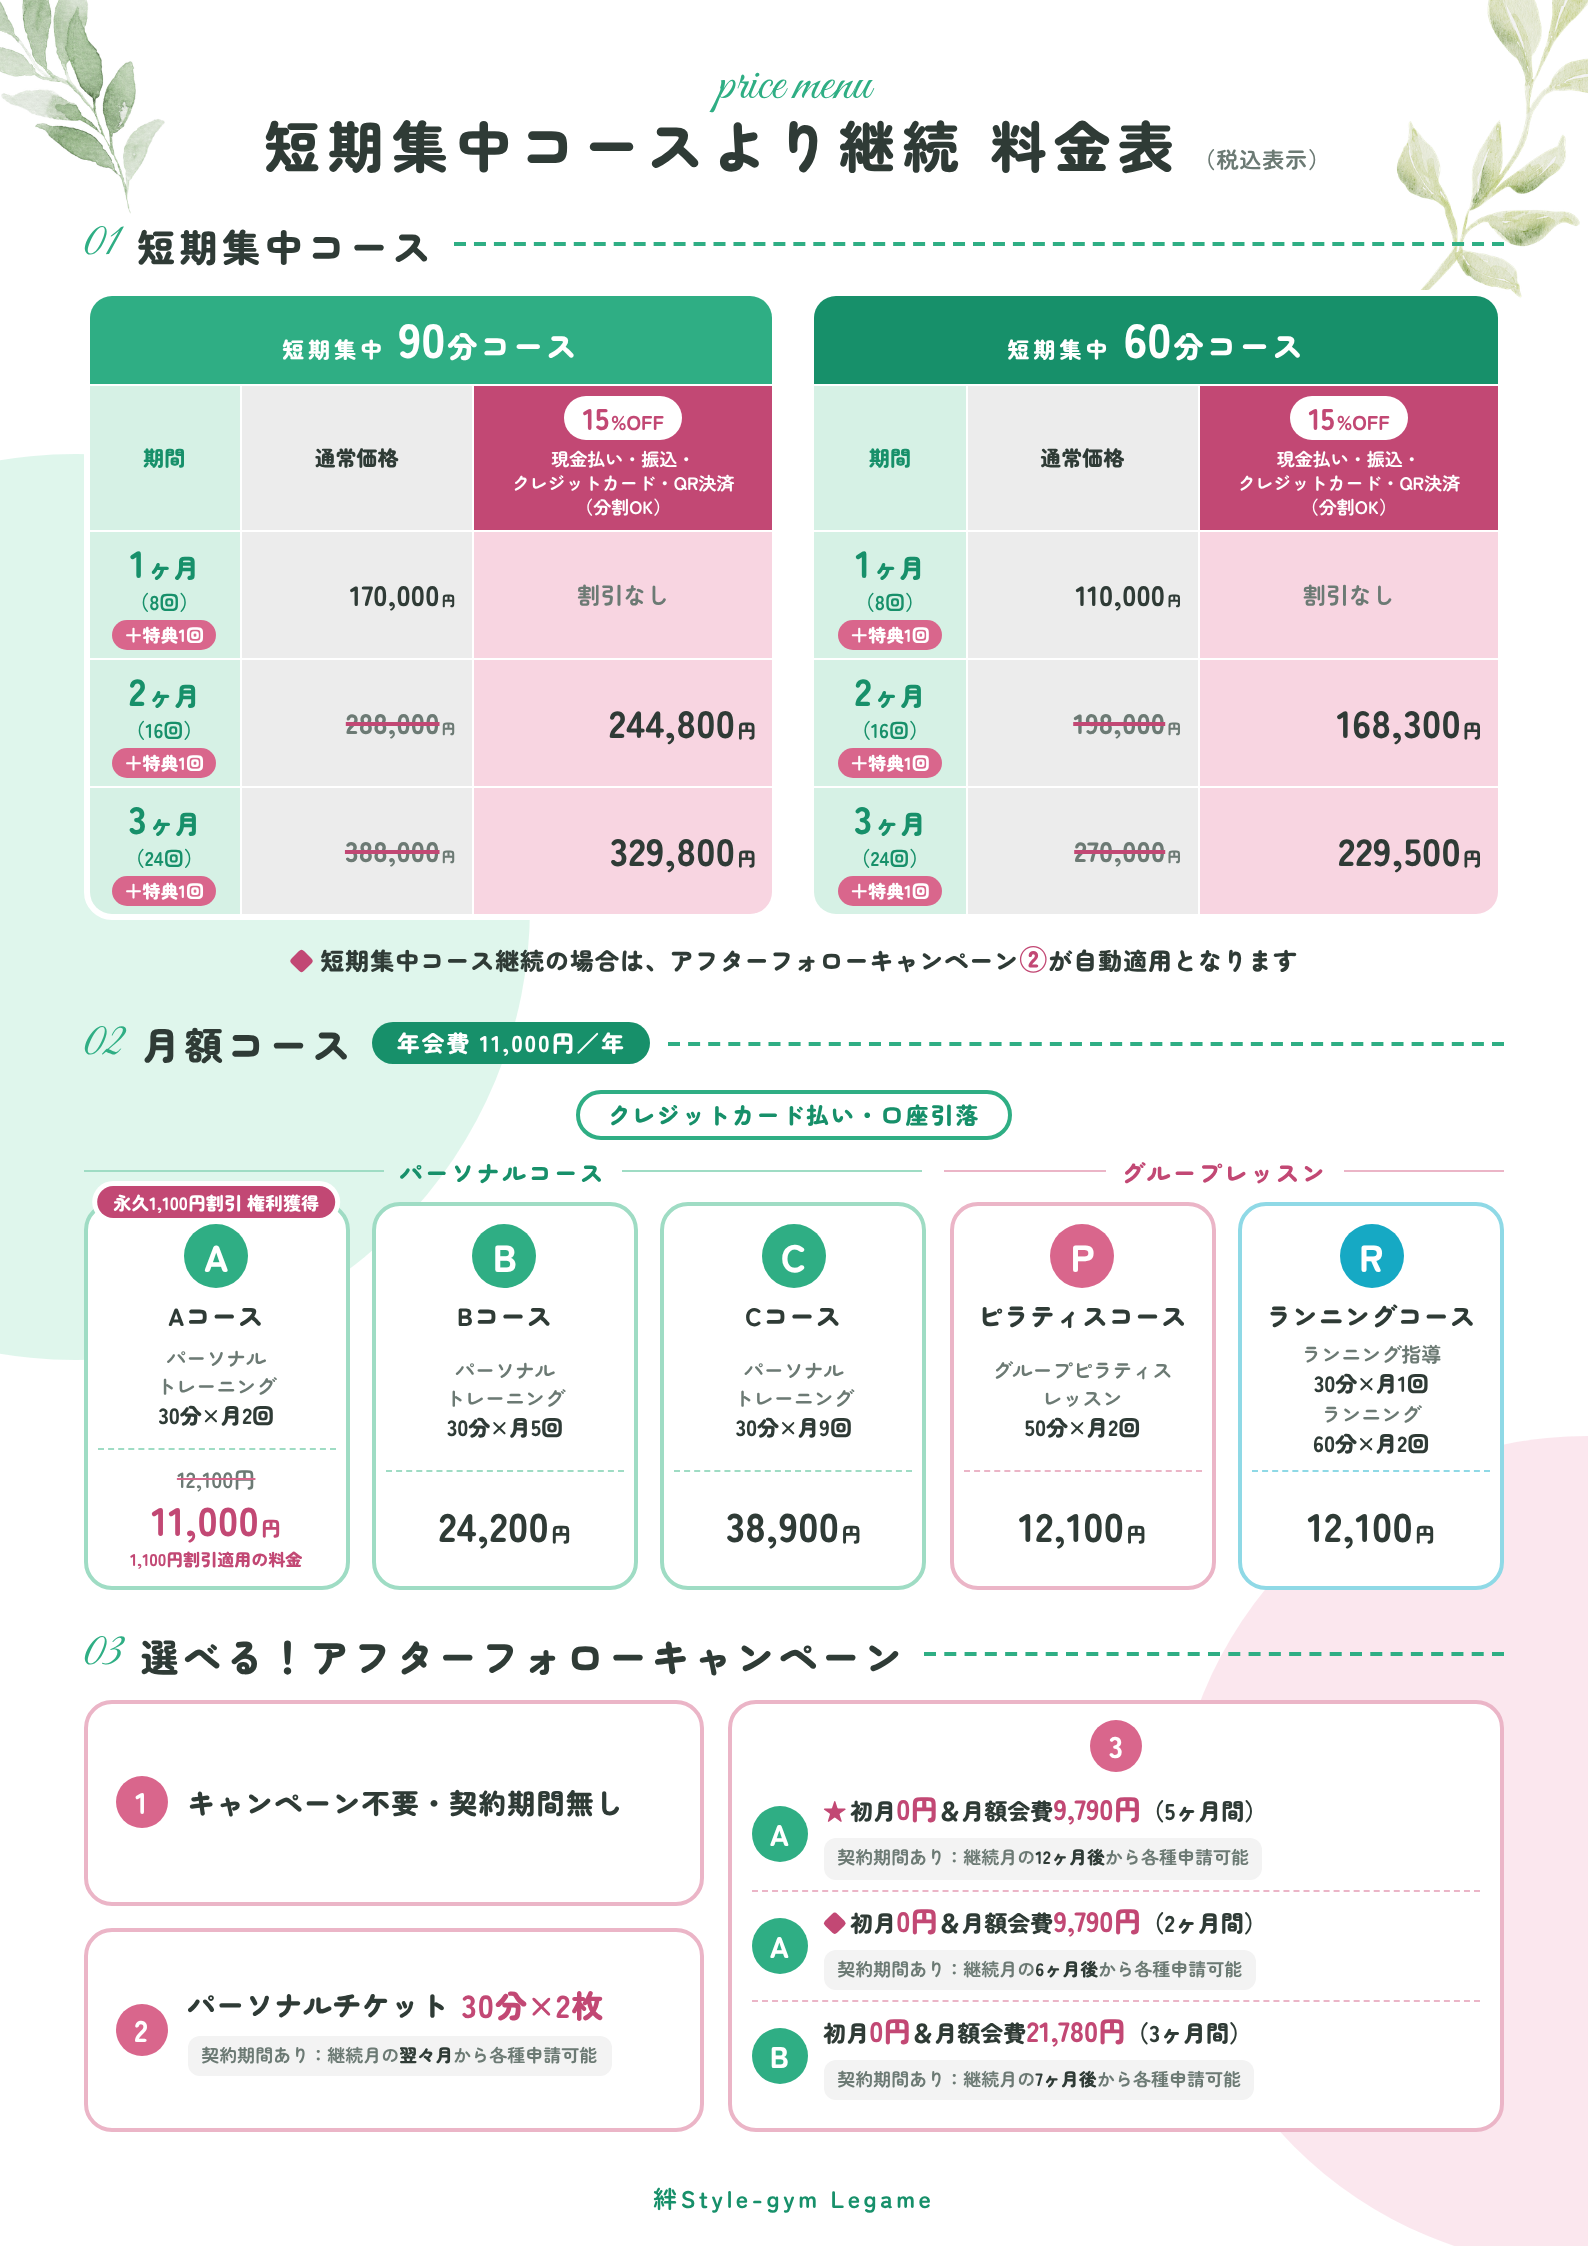 price menu
短期集中コースより継続 料金表 （税込表示）
01 短期集中コース
短期集中 90分コース
期間
通常価格
15%OFF
現金払い・振込・
クレジットカード・QR決済
（分割OK）
1ヶ月
（8回）
＋特典1回
170,000円
割引なし
2ヶ月
（16回）
＋特典1回
288,000円
244,800円
3ヶ月
（24回）
＋特典1回
388,000円
329,800円
短期集中 60分コース
期間
通常価格
15%OFF
現金払い・振込・
クレジットカード・QR決済
（分割OK）
1ヶ月
（8回）
＋特典1回
110,000円
割引なし
2ヶ月
（16回）
＋特典1回
198,000円
168,300円
3ヶ月
（24回）
＋特典1回
270,000円
229,500円
◆ 短期集中コース継続の場合は、アフターフォローキャンペーン②が自動適用となります
02 月額コース 年会費 11,000円／年
クレジットカード払い・口座引落
パーソナルコース
永久1,100円割引 権利獲得
A
Aコース
パーソナル
トレーニング
30分×月2回
12,100円
11,000円
1,100円割引適用の料金
B
Bコース
パーソナル
トレーニング
30分×月5回
24,200円
C
Cコース
パーソナル
トレーニング
30分×月9回
38,900円
グループレッスン
P
ピラティスコース
グループピラティス
レッスン
50分×月2回
12,100円
R
ランニングコース
ランニング指導
30分×月1回
ランニング
60分×月2回
12,100円
03 選べる！アフターフォローキャンペーン
1 キャンペーン不要・契約期間無し
2 パーソナルチケット 30分×2枚
契約期間あり：継続月の翌々月から各種申請可能
3
A ★初月0円＆月額会費9,790円（5ヶ月間）
契約期間あり：継続月の12ヶ月後から各種申請可能
A ◆初月0円＆月額会費9,790円（2ヶ月間）
契約期間あり：継続月の6ヶ月後から各種申請可能
B 初月0円＆月額会費21,780円（3ヶ月間）
契約期間あり：継続月の7ヶ月後から各種申請可能
絆Style-gym Legame